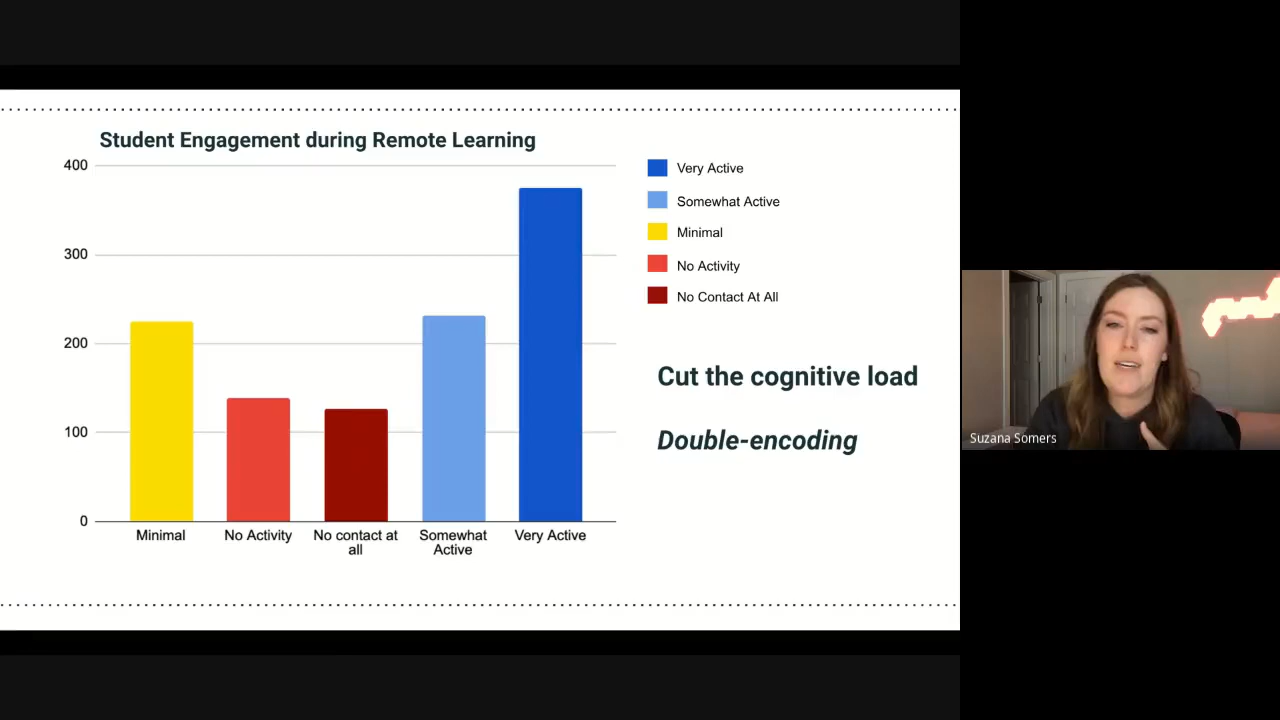 Student Engagement during Remote Learning
400
300
200
100
0
Minimal
No Activity
No contact at
all
Somewhat
Active
Very Active
Very Active
Somewhat Active
Minimal
No Activity
No Contact At All
Cut the cognitive load
Double-encoding
Suzana Somers